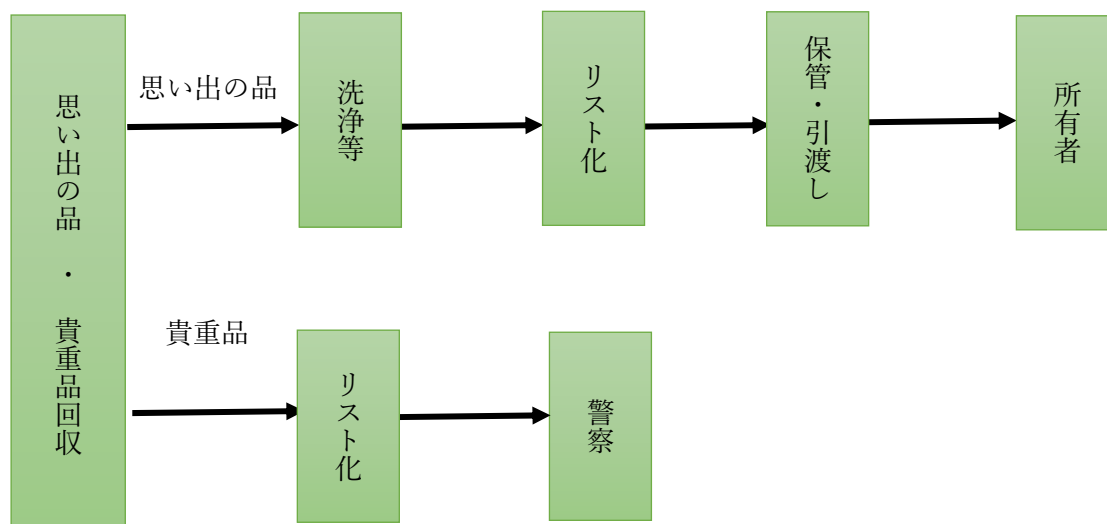 思い出の品 ・ 貴重品回収
思い出の品
洗浄等
リスト化
保管・引渡し
所有者
貴重品
リスト化
警察